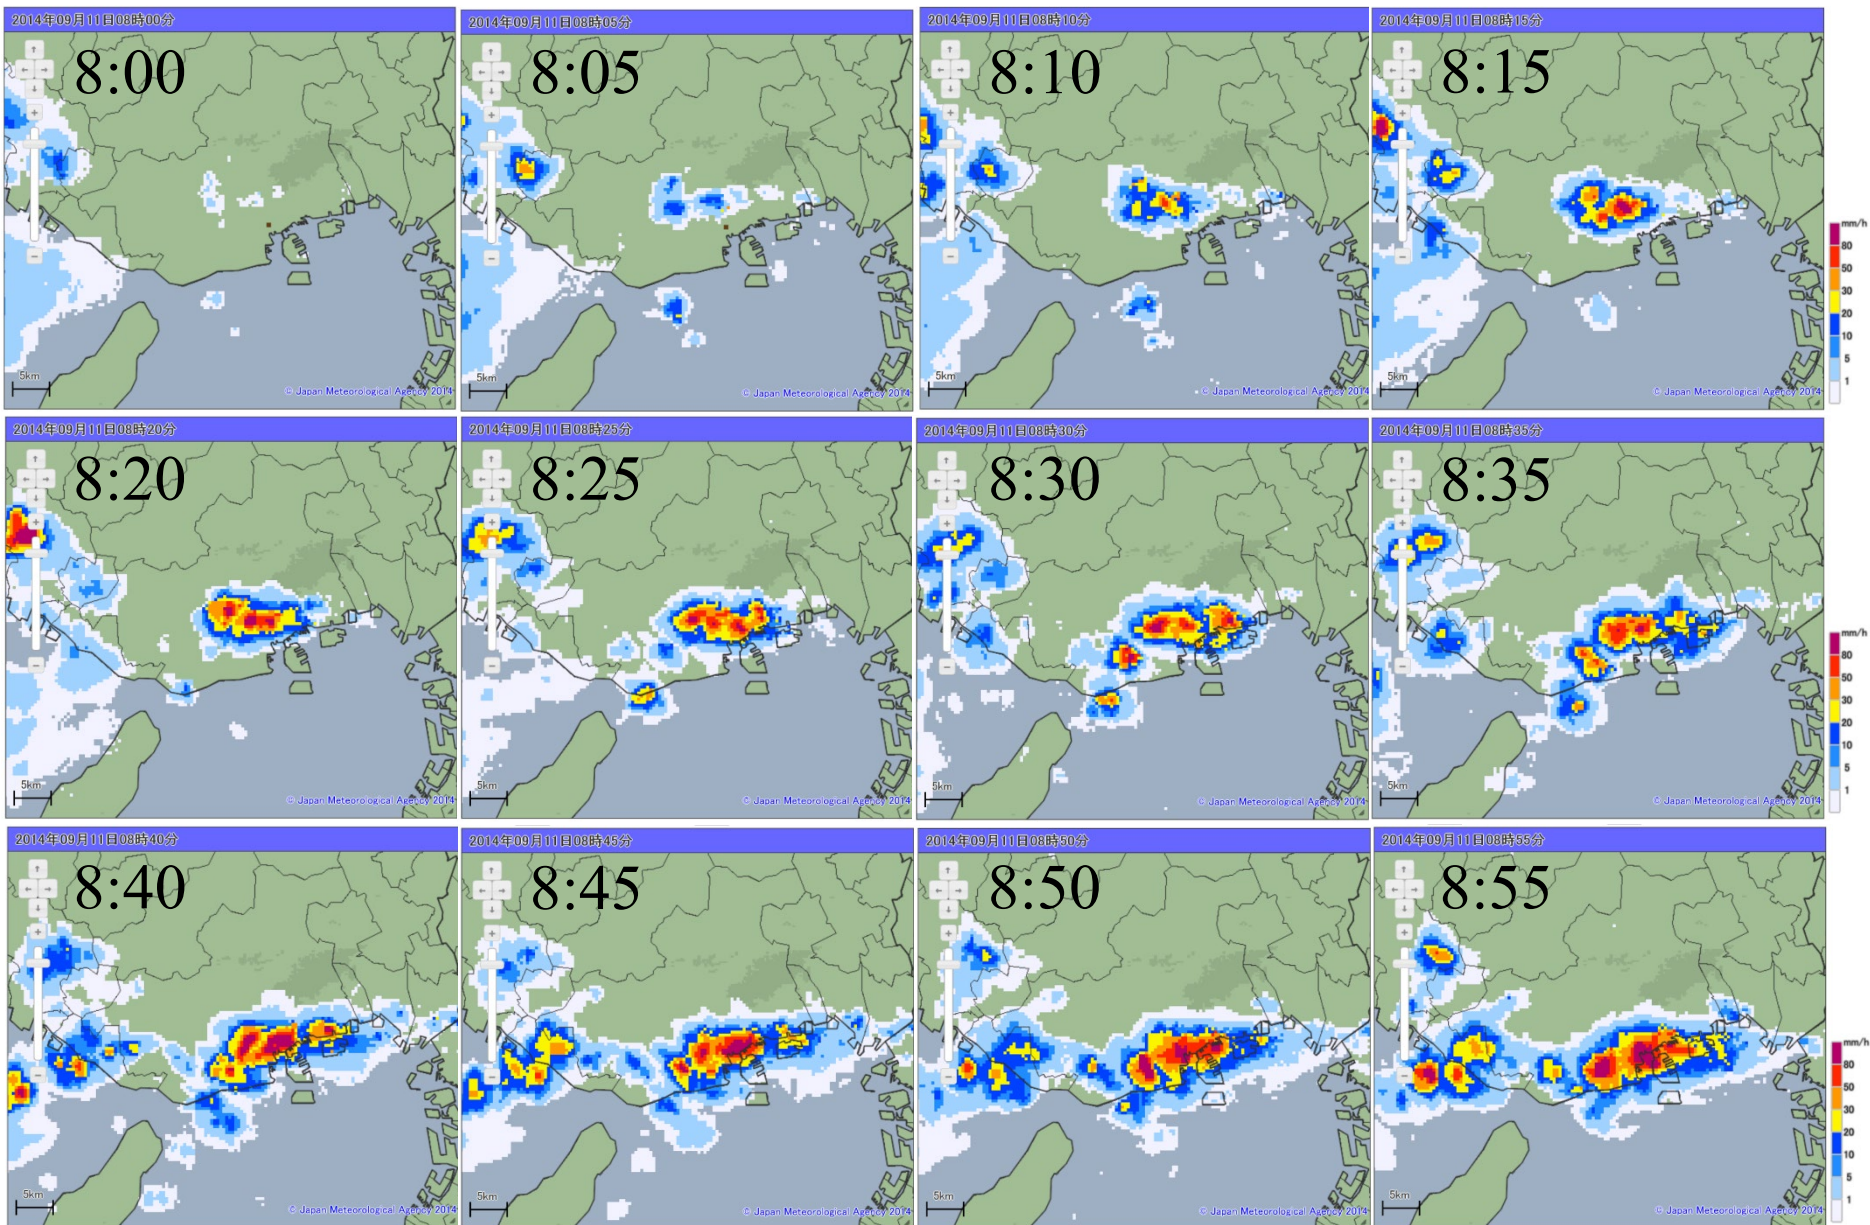 2014年09月11日08時00分
8:00
5km
© Japan Meteorological Agency 2014
2014年09月11日08時05分
8:05
5km
© Japan Meteorological Agency 2014
2014年09月11日08時10分
8:10
5km
© Japan Meteorological Agency 2014
2014年09月11日08時15分
8:15
5km
© Japan Meteorological Agency 2014
mm/h
80
50
30
20
10
5
1
2014年09月11日08時20分
8:20
5km
© Japan Meteorological Agency 2014
2014年09月11日08時25分
8:25
5km
© Japan Meteorological Agency 2014
2014年09月11日08時30分
8:30
5km
© Japan Meteorological Agency 2014
2014年09月11日08時35分
8:35
5km
© Japan Meteorological Agency 2014
mm/h
80
50
30
20
10
5
1
2014年09月11日08時40分
8:40
5km
© Japan Meteorological Agency 2014
2014年09月11日08時45分
8:45
5km
© Japan Meteorological Agency 2014
2014年09月11日08時50分
8:50
5km
© Japan Meteorological Agency 2014
2014年09月11日08時55分
8:55
5km
© Japan Meteorological Agency 2014
mm/h
80
50
30
20
10
5
1